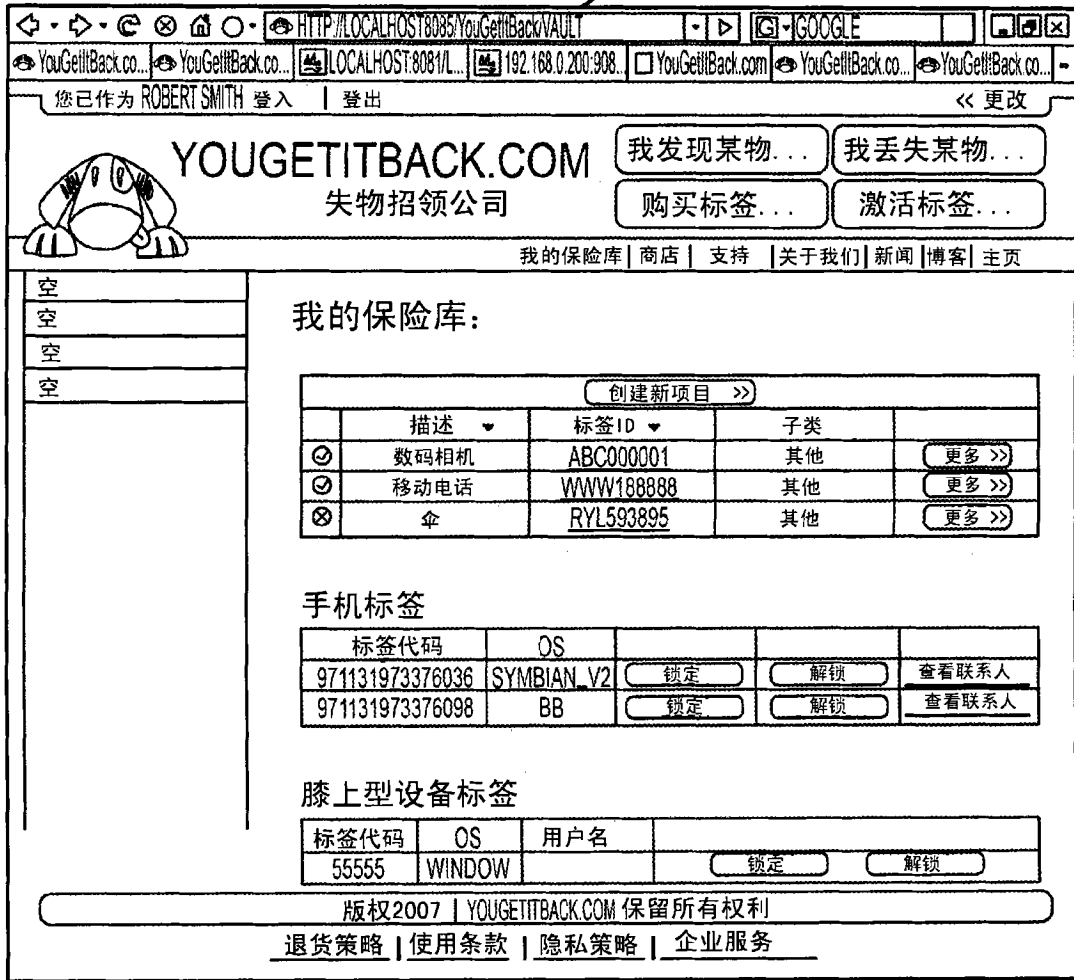 HTTP://LOCALHOST8085/YouGetItBack/VAULT G GOOGLE
YouGetItBack.co... YouGetItBack.co... LOCALHOST:8081/L... 192.168.0.200:908.. YouGetItBack.com YouGetItBack.co... YouGetItBack.co...
您已作为 ROBERT SMITH 登入 | 登出 << 更改
YOUGETITBACK.COM
失物招领公司
我发现某物... 我丢失某物...
购买标签... 激活标签...
我的保险库 | 商店 | 支持 | 关于我们 | 新闻 | 博客 | 主页
空
空
空
空
我的保险库:
创建新项目 >>
描述 标签ID 子类
数码相机 ABC000001 其他 更多 >>
移动电话 WWW188888 其他 更多 >>
伞 RYL593895 其他 更多 >>
手机标签
标签代码 OS
971131973376036 SYMBIAN_V2 锁定 解锁 查看联系人
971131973376098 BB 锁定 解锁 查看联系人
膝上型设备标签
标签代码 OS 用户名
55555 WINDOW 锁定 解锁
版权2007 | YOUGETITBACK.COM 保留所有权利
退货策略 | 使用条款 | 隐私策略 | 企业服务